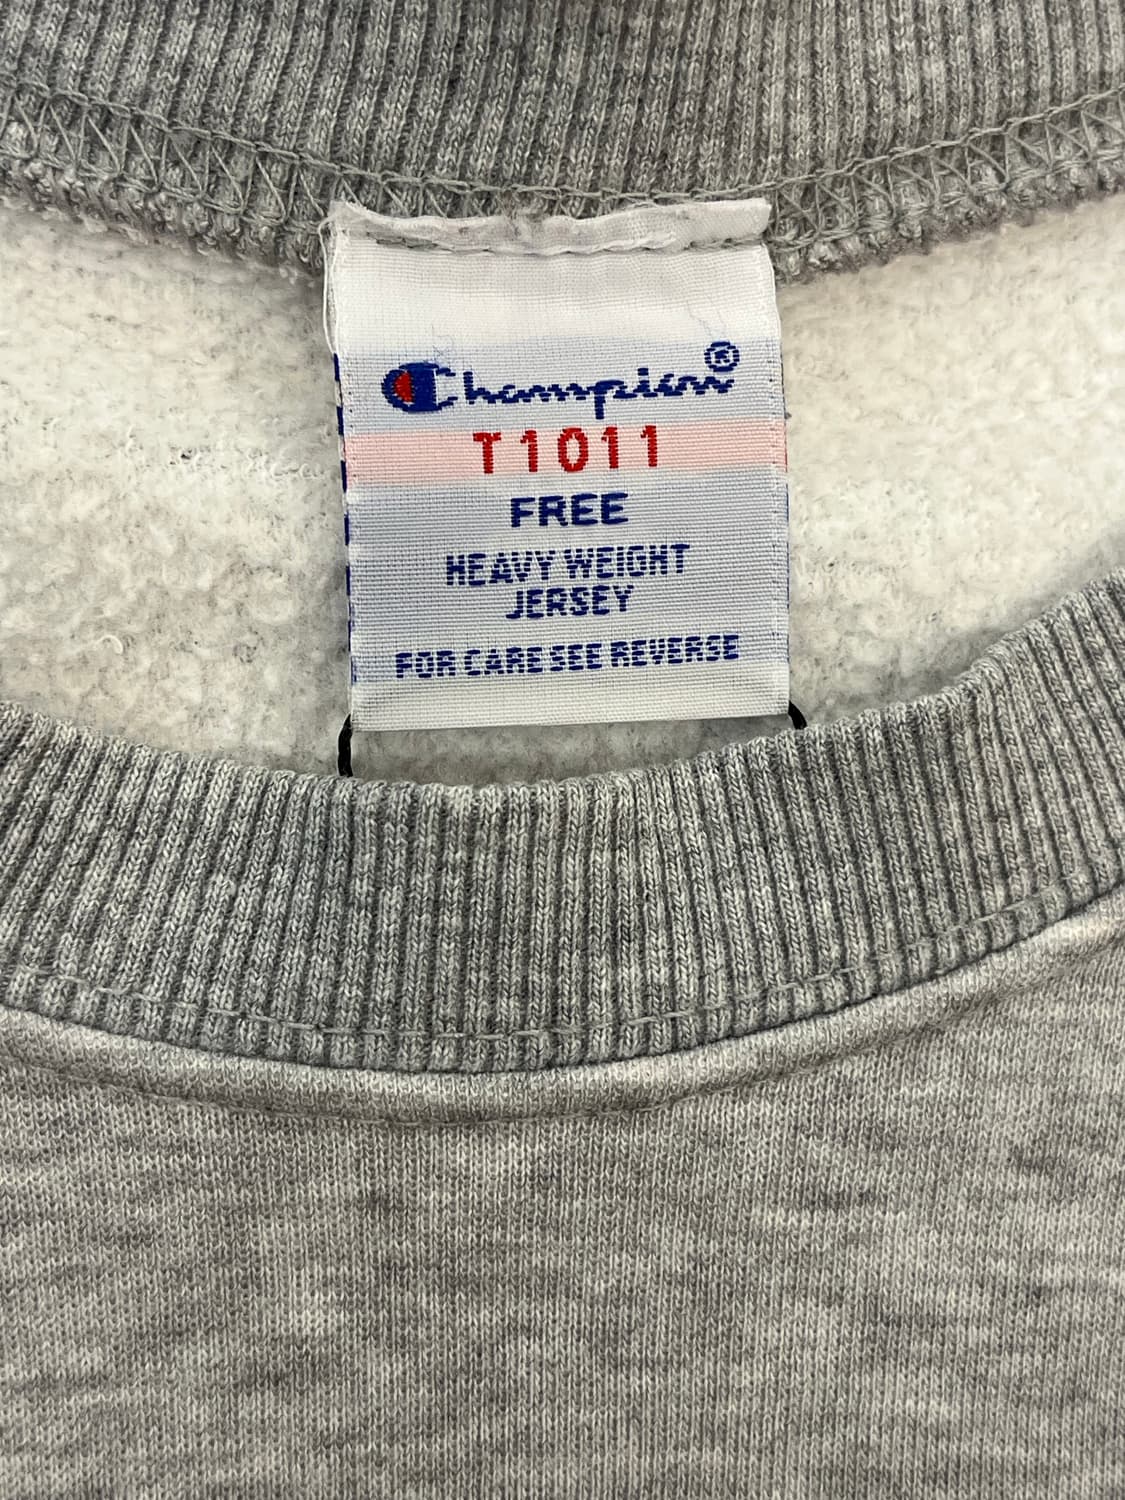 Champion®
T1011
FREE
HEAVY WEIGHT
JERSEY
FOR CARE SEE REVERSE